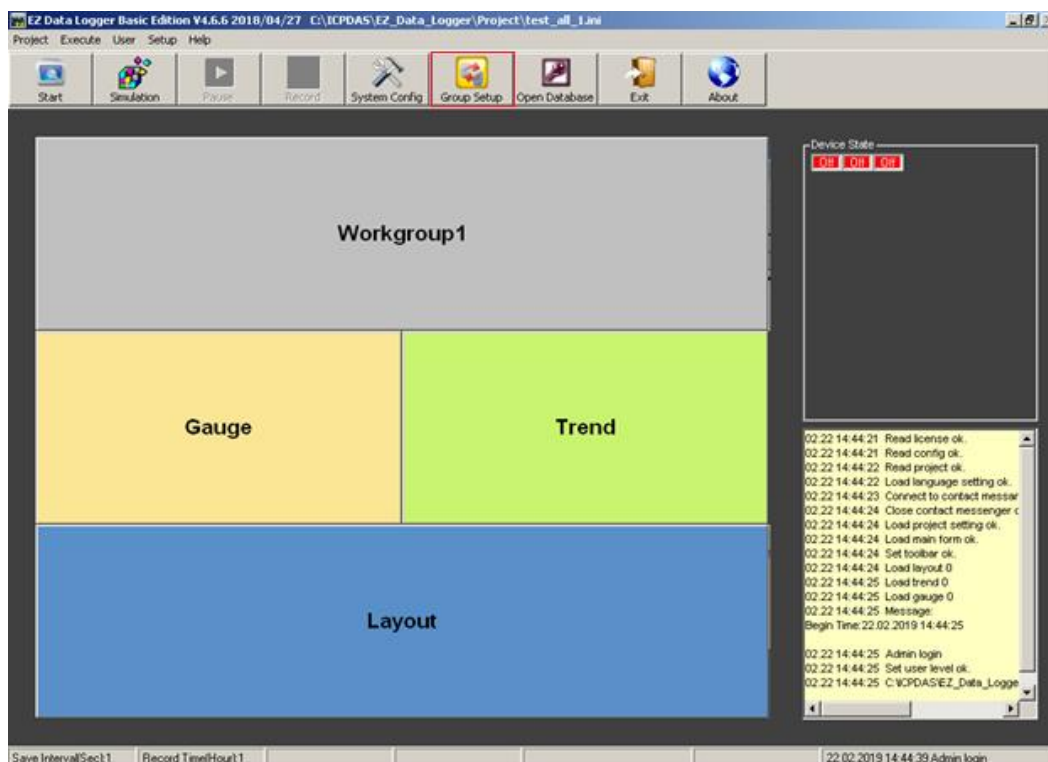 EZ Data Logger Basic Edition V4.6.6 2018/04/27 C:\ICPDAS\EZ_Data_Logger\Project\test_all_1.ini
Project Execute User Setup Help
Start Simulation Pause Record System Config Group Setup Open Database Exit About
Workgroup1
Gauge Trend
Layout
Device State
Off Off Off
02.22 14:44:21 Read license ok.
02.22 14:44:21 Read config ok.
02.22 14:44:22 Read project ok.
02.22 14:44:22 Load language setting ok.
02.22 14:44:23 Connect to contact messar
02.22 14:44:24 Close contact messenger c
02.22 14:44:24 Load project setting ok.
02.22 14:44:24 Load main form ok.
02.22 14:44:24 Set toolbar ok.
02.22 14:44:24 Load layout 0
02.22 14:44:25 Load trend 0
02.22 14:44:25 Load gauge 0
02.22 14:44:25 Message:
Begin Time:22.02.2019 14:44:25
02.22 14:44:25 Admin login
02.22 14:44:25 Set user level ok.
02.22 14:44:25 C:\ICPDAS\EZ_Data_Logge
Save Interval(Sec):1 Record Time(Hour):1 22.02.2019 14:44:39 Admin login